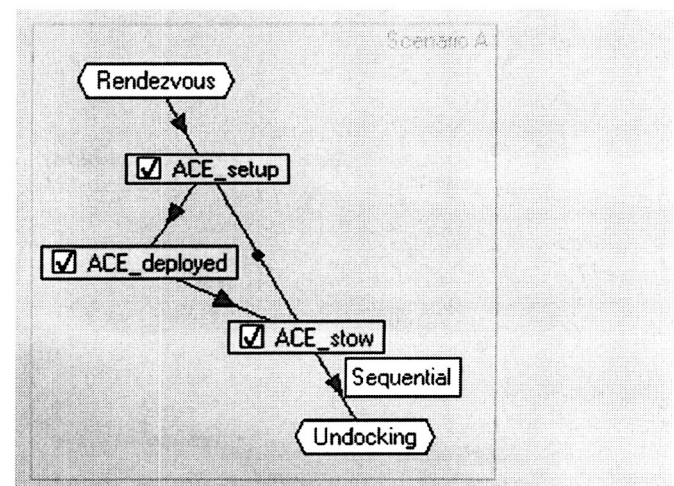 Scenario A
Rendezvous
ACE_setup
ACE_deployed
ACE_stow
Sequential
Undocking